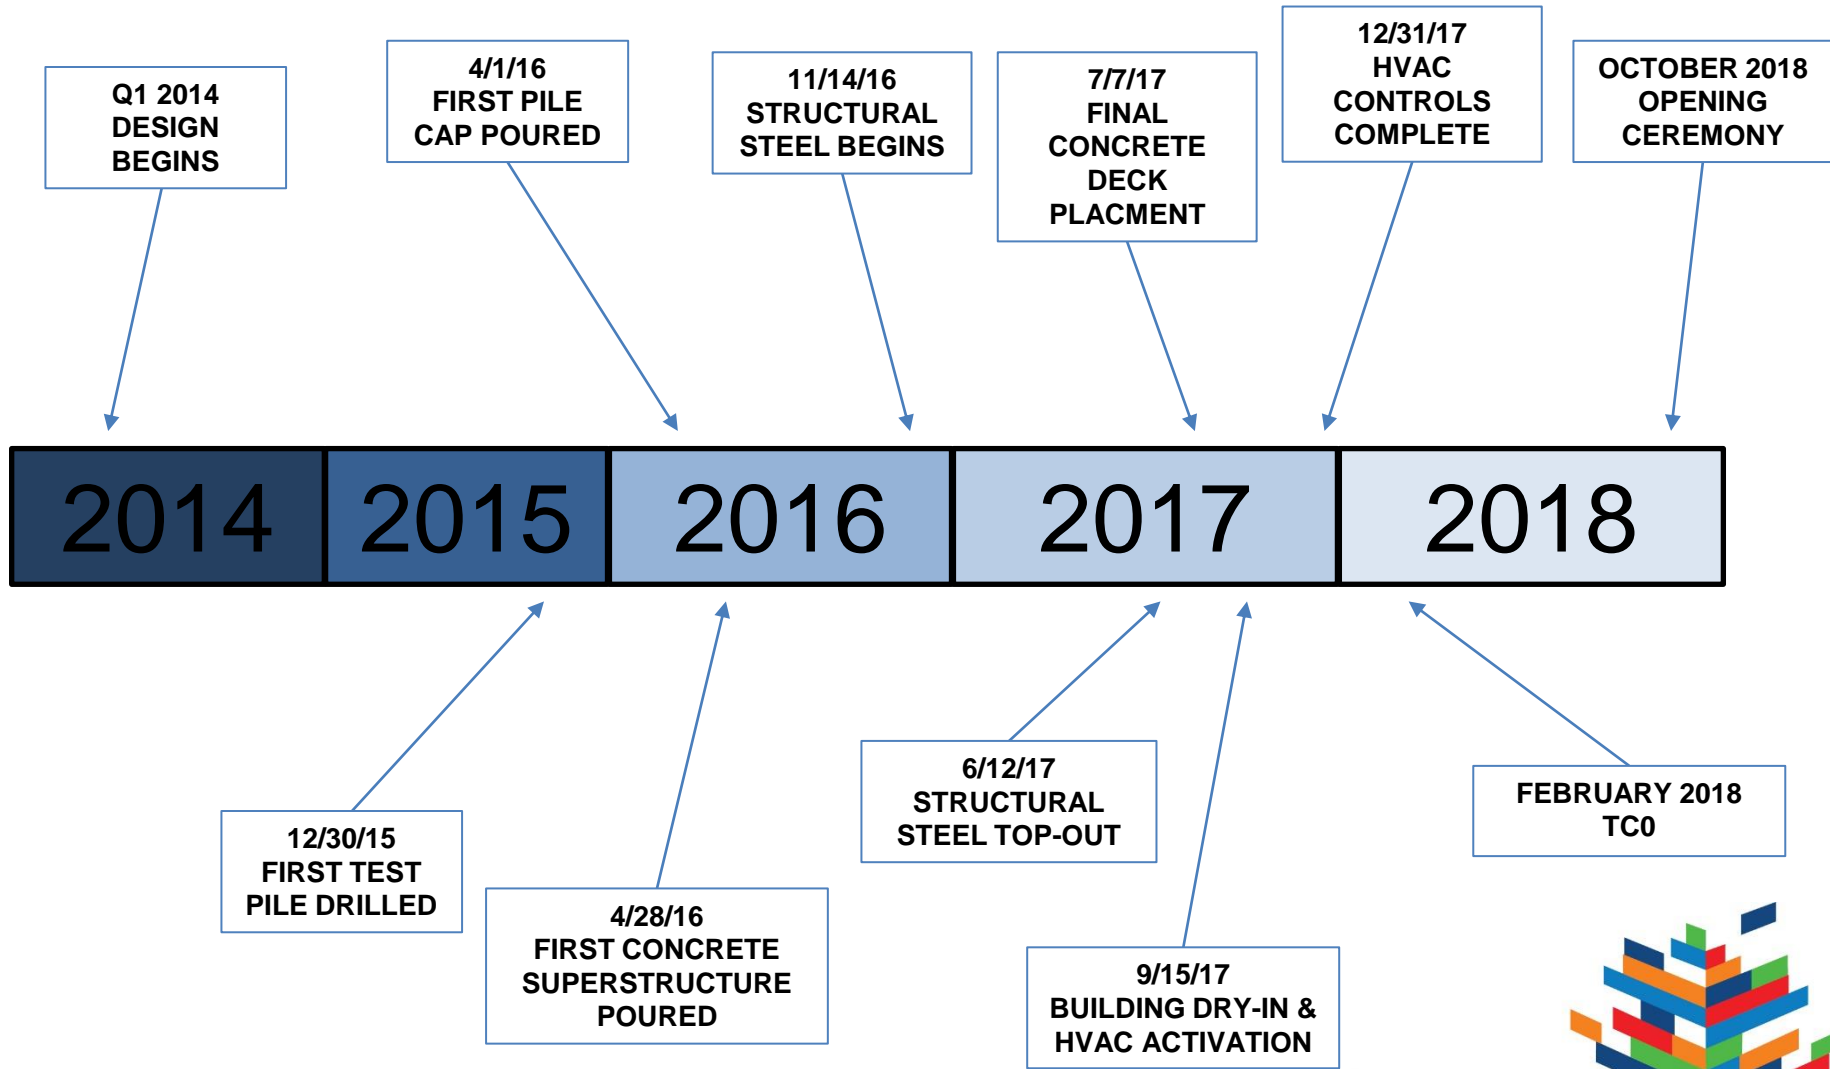 Q1 2014
DESIGN
BEGINS
4/1/16
FIRST PILE
CAP POURED
11/14/16
STRUCTURAL
STEEL BEGINS
7/7/17
FINAL
CONCRETE
DECK
PLACMENT
12/31/17
HVAC
CONTROLS
COMPLETE
OCTOBER 2018
OPENING
CEREMONY
2014
2015
2016
2017
2018
12/30/15
FIRST TEST
PILE DRILLED
4/28/16
FIRST CONCRETE
SUPERSTRUCTURE
POURED
6/12/17
STRUCTURAL
STEEL TOP-OUT
9/15/17
BUILDING DRY-IN &
HVAC ACTIVATION
FEBRUARY 2018
TC0